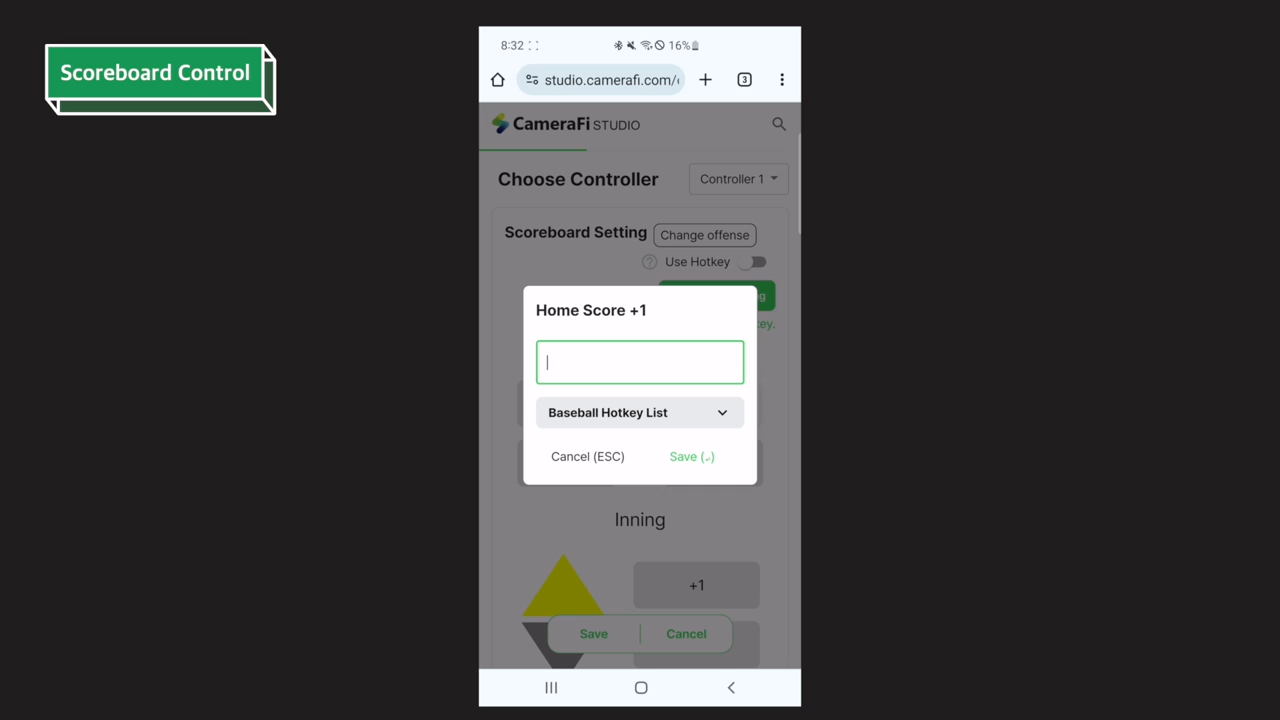 Scoreboard Control
8:32
16%
studio.camerafi.com/
3
CameraFi STUDIO
Choose Controller
Controller 1
Scoreboard Setting
Change offense
? Use Hotkey
g
Home Score +1
key.
Baseball Hotkey List
Cancel (ESC)
Save
Inning
+1
Save
Cancel